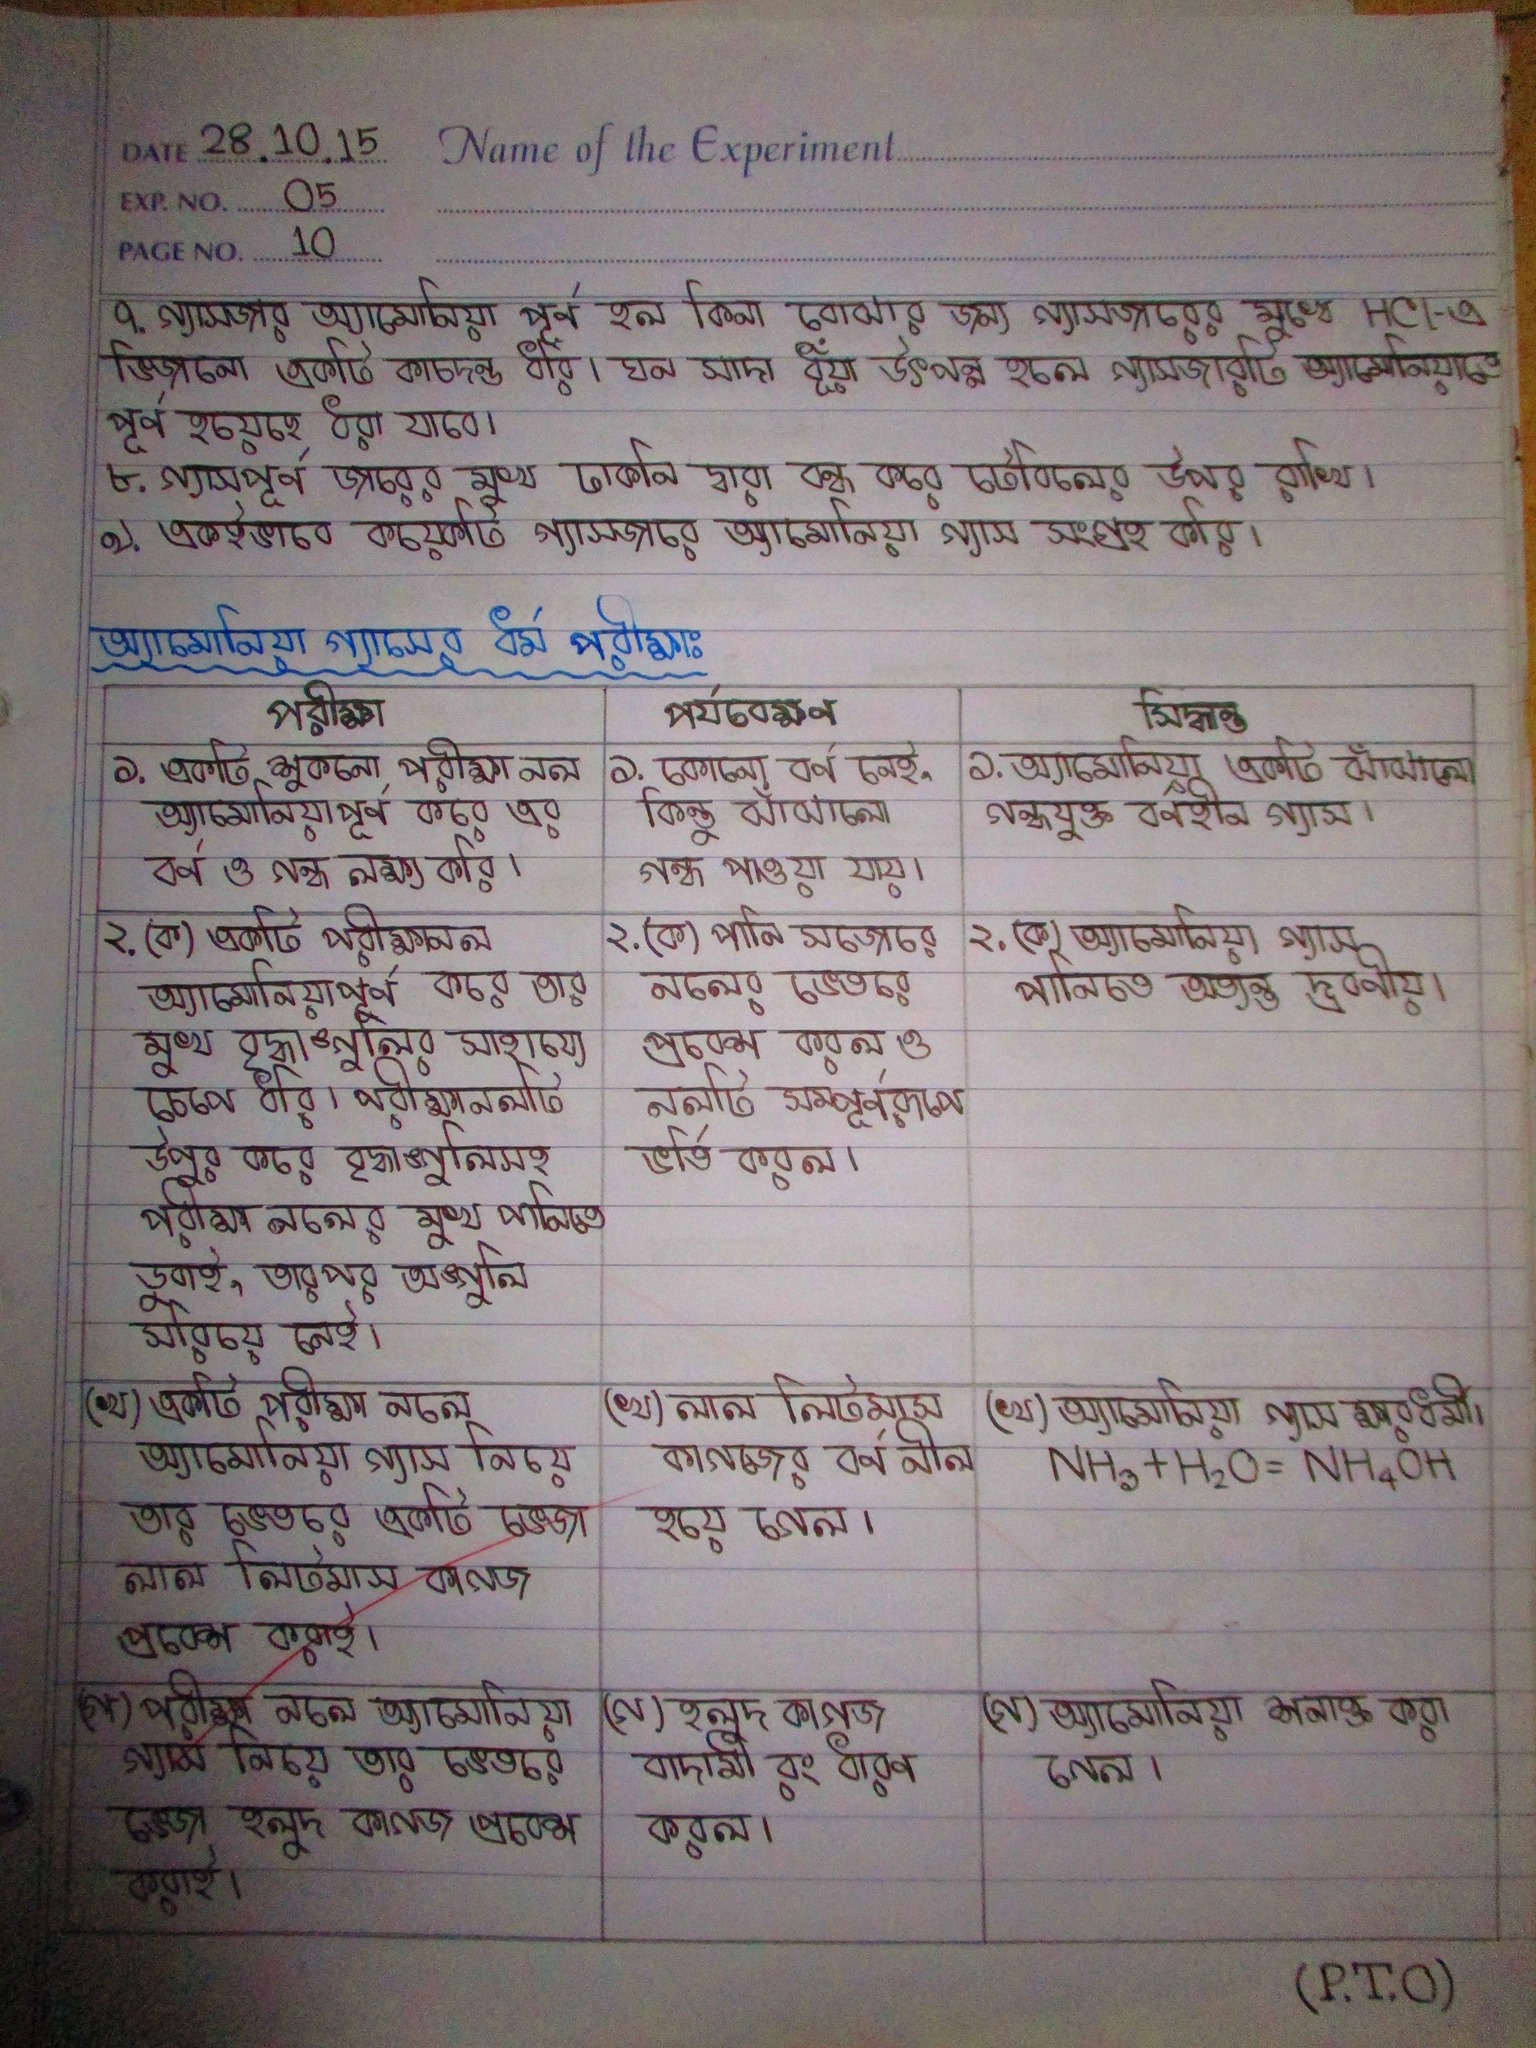 DATE 28.10.15 Name of the Experiment
EXP. NO. 05
PAGE NO. 10
৭. গ্যাসজার অ্যামোনিয়া পূর্ণ হল কিনা বোঝার জন্য গ্যাসজারের মুখে HCl-এ
ভিজানো একটি কাচদন্ড ধরি। ঘন সাদা ধূঁয়া উৎপন্ন হলে গ্যাসজারটি অ্যামোনিয়াতে
পূর্ণ হয়েছে ধরা যাবে।
৮. গ্যাসপূর্ণ জারের মুখ ঢাকনি দ্বারা বন্ধ করে টেবিলের উপর রাখি।
৯. একইভাবে কয়েকটি গ্যাসজারে অ্যামোনিয়া গ্যাস সংগ্রহ করি।
অ্যামোনিয়া গ্যাসের ধর্ম পরীক্ষাঃ
পরীক্ষা
পর্যবেক্ষণ
সিদ্ধান্ত
১. একটি শুকনো পরীক্ষা নল
অ্যামোনিয়াপূর্ণ করে এর
বর্ণ ও গন্ধ লক্ষ্য করি।
১. কোনো বর্ণ নেই,
কিন্তু ঝাঁঝালো
গন্ধ পাওয়া যায়।
১. অ্যামোনিয়া একটি ঝাঁঝালো
গন্ধযুক্ত বর্ণহীন গ্যাস।
২. (ক) একটি পরীক্ষানল
অ্যামোনিয়াপূর্ণ করে তার
মুখ বৃদ্ধাঙ্গুলির সাহায্যে
চেপে ধরি। পরীক্ষানলটি
উপুর করে বৃদ্ধাঙ্গুলিসহ
পরীক্ষা নলের মুখ পানিতে
ডুবাই, তারপর অঙ্গুলি
সরিয়ে নেই।
২. (ক) পানি সজোরে
নলের ভেতরে
প্রবেশ করল ও
নলটি সম্পূর্ণরূপে
ভর্তি করল।
২. (ক) অ্যামোনিয়া গ্যাস
পানিতে অত্যন্ত দ্রবণীয়।
(খ) একটি পরীক্ষা নলে
অ্যামোনিয়া গ্যাস নিয়ে
তার ভেতরে একটি ভেজা
লাল লিটমাস কাগজ
প্রবেশ করাই।
(খ) লাল লিটমাস
কাগজের বর্ণ নীল
হয়ে গেল।
(খ) অ্যামোনিয়া গ্যাস ক্ষারধর্মী।
NH₃ + H₂O = NH₄OH
(গ) পরীক্ষা নলে অ্যামোনিয়া
গ্যাস নিয়ে তার ভেতরে
ভেজা হলুদ কাগজ প্রবেশ
করাই।
(গ) হলুদ কাগজ
বাদামী রং ধারণ
করল।
(গ) অ্যামোনিয়া শনাক্ত করা
গেল।
(P.T.O)